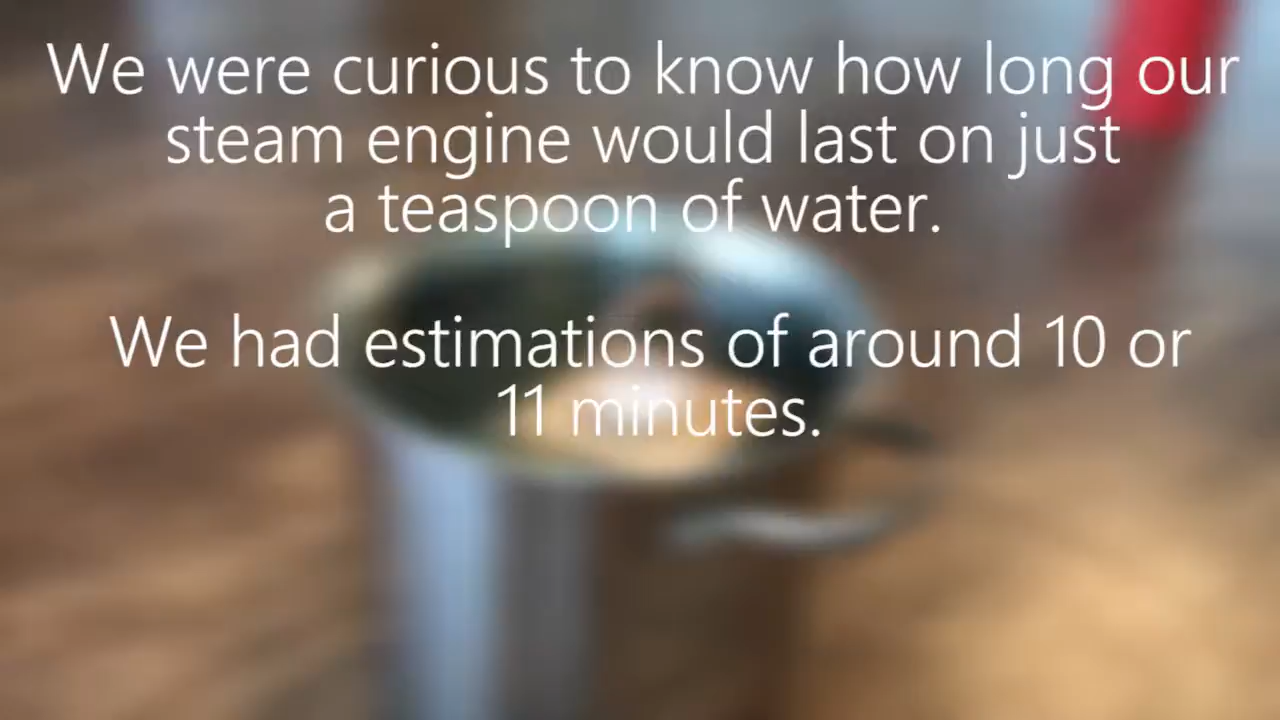 We were curious to know how long our
steam engine would last on just
a teaspoon of water.
We had estimations of around 10 or
11 minutes.